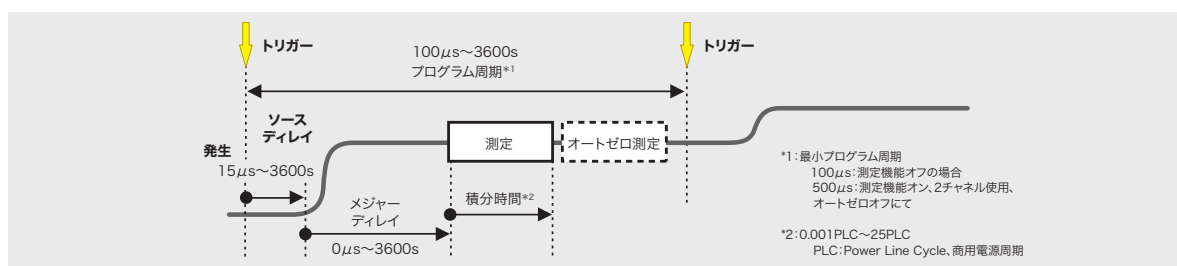 トリガー
トリガー
100μs～3600s
プログラム周期*1
ソース
ディレイ
発生
15μs～3600s
測定
オートゼロ測定
メジャー
ディレイ
0μs～3600s
積分時間*2
*1:最小プログラム周期
100μs:測定機能オフの場合
500μs:測定機能オン、2チャネル使用、
オートゼロオフにて
*2:0.001PLC～25PLC
PLC:Power Line Cycle、商用電源周期